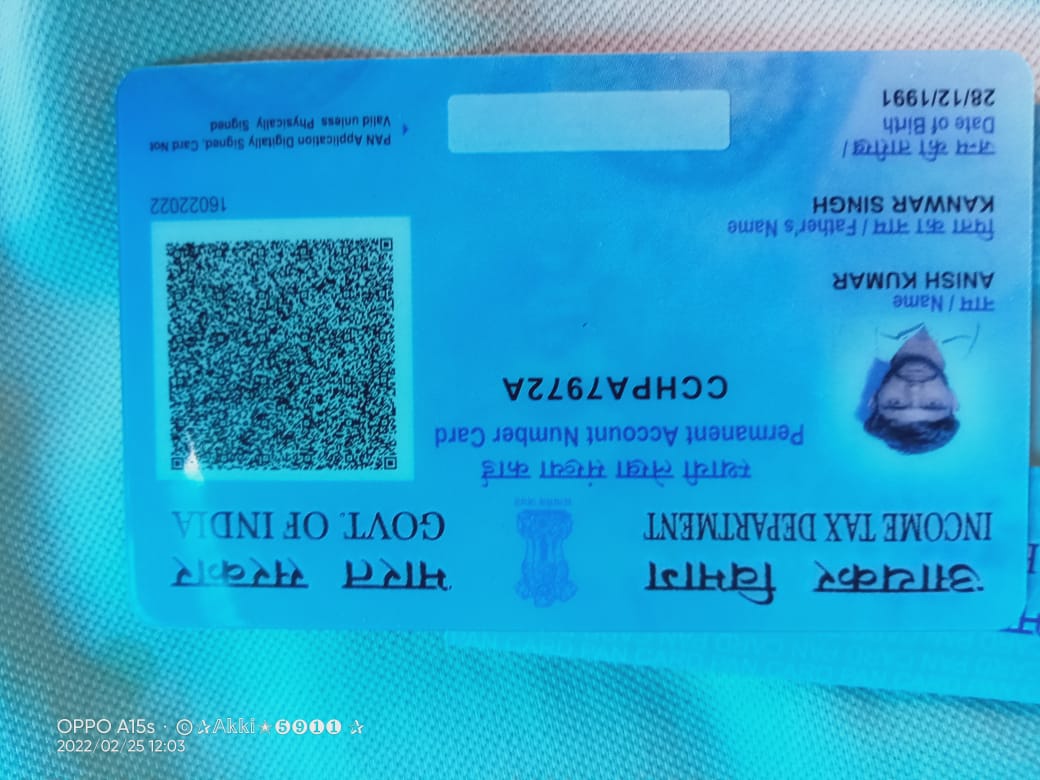 आयकर विभाग
INCOME TAX DEPARTMENT
भारत सरकार
GOVT. OF INDIA
स्थायी लेखा संख्या कार्ड
Permanent Account Number Card
CCHPA7972A
नाम / Name
ANISH KUMAR
पिता का नाम / Father's Name
KANWAR SINGH
जन्म की तारीख /
Date of Birth
28/12/1991
16022022
PAN Application Digitally Signed, Card Not
Valid unless Physically Signed
OPPO A15s · © ✰Akki★❺❾❶❶ ✰
2022/02/25 12:03